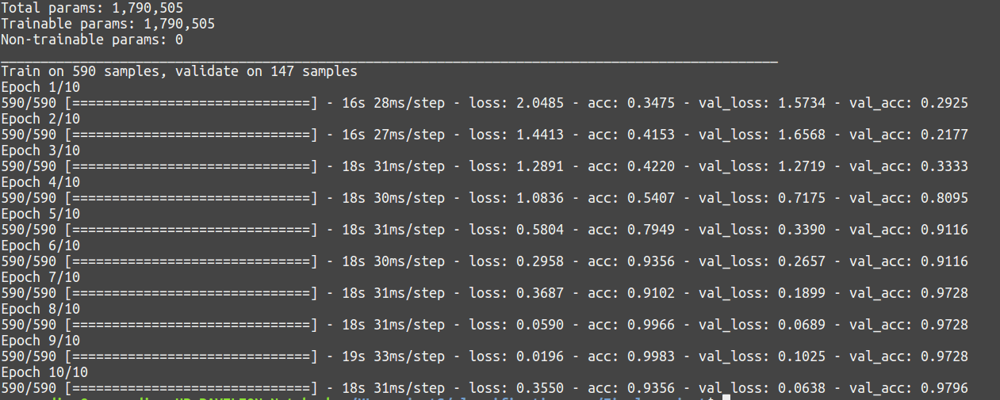 Total params: 1,790,505
Trainable params: 1,790,505
Non-trainable params: 0
_________________________________________________________________
Train on 590 samples, validate on 147 samples
Epoch 1/10
590/590 [==============================] - 16s 28ms/step - loss: 2.0485 - acc: 0.3475 - val_loss: 1.5734 - val_acc: 0.2925
Epoch 2/10
590/590 [==============================] - 16s 27ms/step - loss: 1.4413 - acc: 0.4153 - val_loss: 1.6568 - val_acc: 0.2177
Epoch 3/10
590/590 [==============================] - 18s 31ms/step - loss: 1.2891 - acc: 0.4220 - val_loss: 1.2719 - val_acc: 0.3333
Epoch 4/10
590/590 [==============================] - 18s 30ms/step - loss: 1.0836 - acc: 0.5407 - val_loss: 0.7175 - val_acc: 0.8095
Epoch 5/10
590/590 [==============================] - 18s 31ms/step - loss: 0.5804 - acc: 0.7949 - val_loss: 0.3390 - val_acc: 0.9116
Epoch 6/10
590/590 [==============================] - 18s 30ms/step - loss: 0.2958 - acc: 0.9356 - val_loss: 0.2657 - val_acc: 0.9116
Epoch 7/10
590/590 [==============================] - 18s 31ms/step - loss: 0.3687 - acc: 0.9102 - val_loss: 0.1899 - val_acc: 0.9728
Epoch 8/10
590/590 [==============================] - 18s 31ms/step - loss: 0.0590 - acc: 0.9966 - val_loss: 0.0689 - val_acc: 0.9728
Epoch 9/10
590/590 [==============================] - 19s 33ms/step - loss: 0.0196 - acc: 0.9983 - val_loss: 0.1025 - val_acc: 0.9728
Epoch 10/10
590/590 [==============================] - 18s 31ms/step - loss: 0.3550 - acc: 0.9356 - val_loss: 0.0638 - val_acc: 0.9796